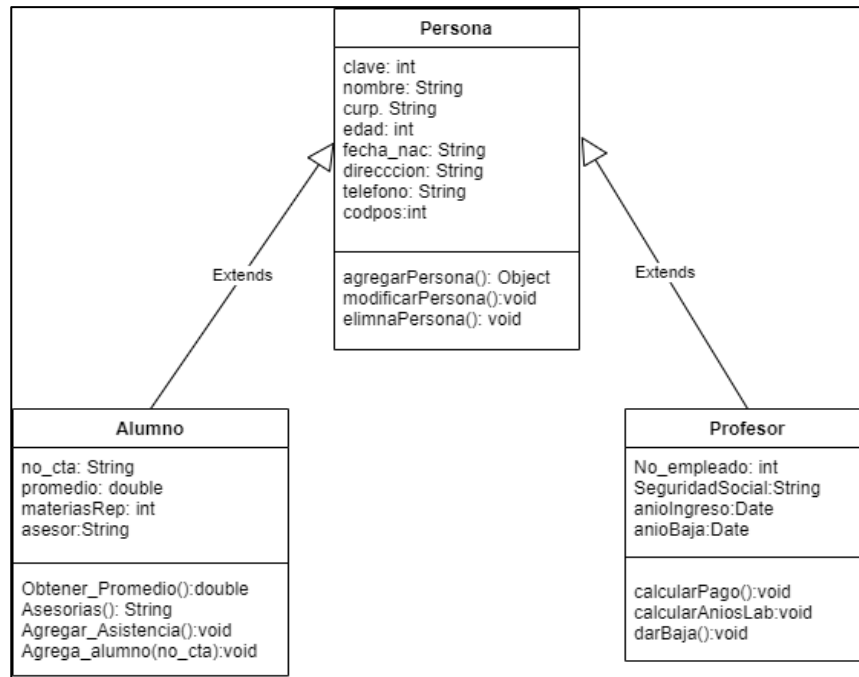 Persona
clave: int
nombre: String
curp. String
edad: int
fecha_nac: String
direcccion: String
telefono: String
codpos:int
agregarPersona(): Object
modificarPersona():void
elimnaPersona(): void
Extends
Extends
Alumno
no_cta: String
promedio: double
materiasRep: int
asesor:String
Obtener_Promedio():double
Asesorias(): String
Agregar_Asistencia():void
Agrega_alumno(no_cta):void
Profesor
No_empleado: int
SeguridadSocial:String
anioIngreso:Date
anioBaja:Date
calcularPago():void
calcularAniosLab:void
darBaja():void